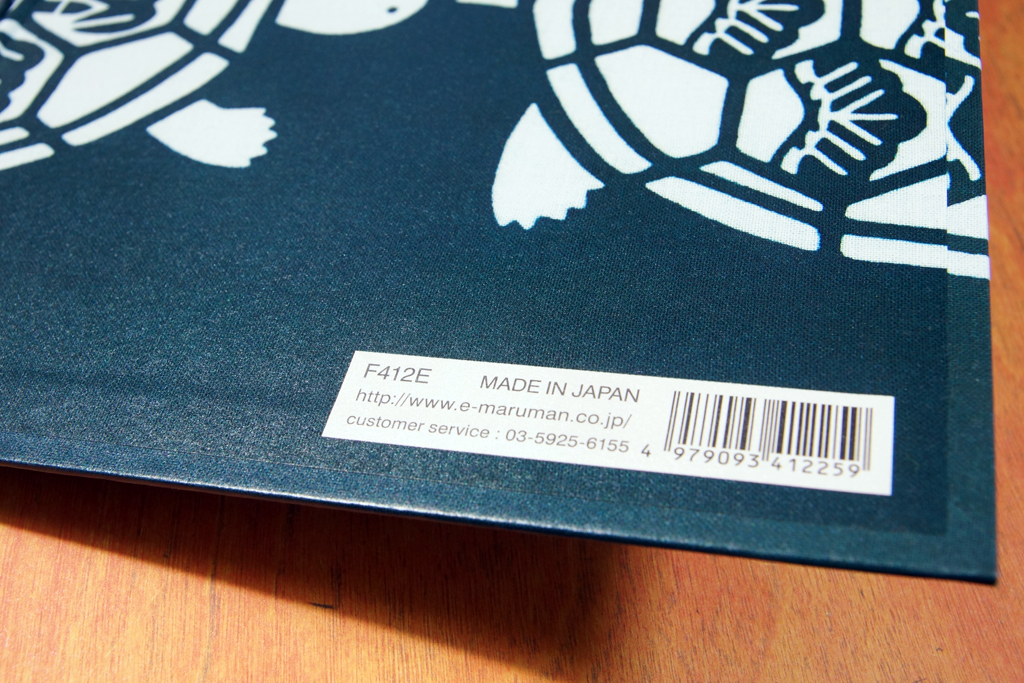 F412E MADE IN JAPAN
http://www.e-maruman.co.jp/
customer service : 03-5925-6155
4 979093 412259